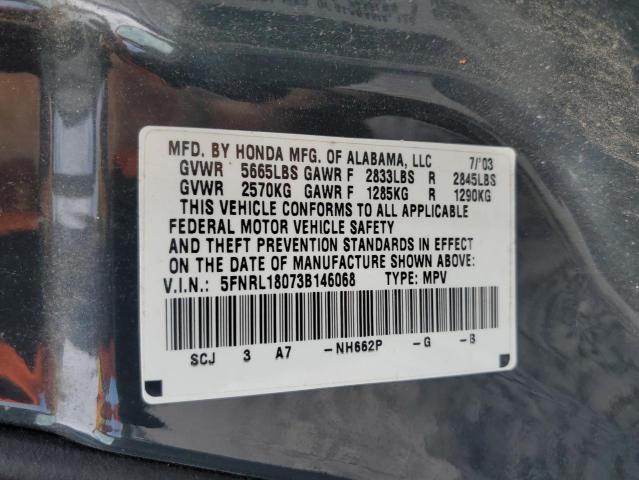 MFD. BY HONDA MFG. OF ALABAMA, LLC 7/'03
GVWR 5665LBS GAWR F 2833LBS R 2845LBS
GVWR 2570KG GAWR F 1285KG R 1290KG
THIS VEHICLE CONFORMS TO ALL APPLICABLE
FEDERAL MOTOR VEHICLE SAFETY
AND THEFT PREVENTION STANDARDS IN EFFECT
ON THE DATE OF MANUFACTURE SHOWN ABOVE.
V.I.N.: 5FNRL18073B146068 TYPE: MPV
SCJ 3 A7 -NH662P -G -B